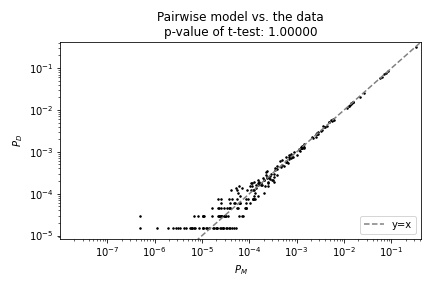 Pairwise model vs. the data
p-value of t-test: 1.00000
P_D
10^{-1}
10^{-2}
10^{-3}
10^{-4}
10^{-5}
y=x
10^{-7} 10^{-6} 10^{-5} 10^{-4} 10^{-3} 10^{-2} 10^{-1}
P_M